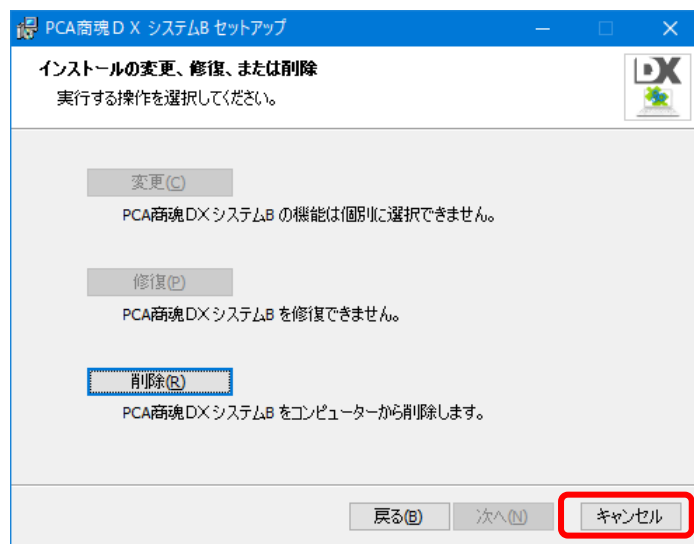 PCA商魂ＤＸ システムB セットアップ
インストールの変更、修復、または削除
実行する操作を選択してください。
DX
変更(C)
PCA商魂DXシステムB の機能は個別に選択できません。
修復(P)
PCA商魂DXシステムB を修復できません。
削除(R)
PCA商魂DXシステムB をコンピューターから削除します。
戻る(B) 次へ(N) キャンセル